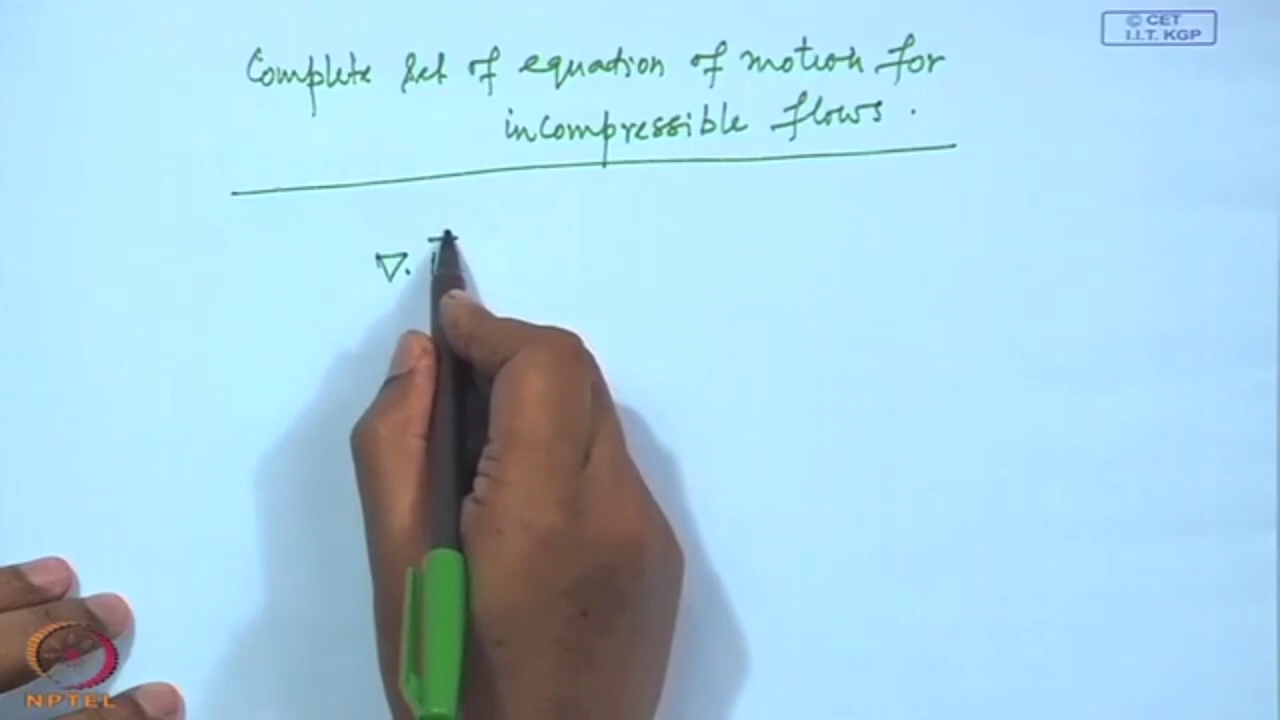 © CET
I.I.T. KGP
Complete set of equation of motion for
incompressible flows.
∇.
NPTEL